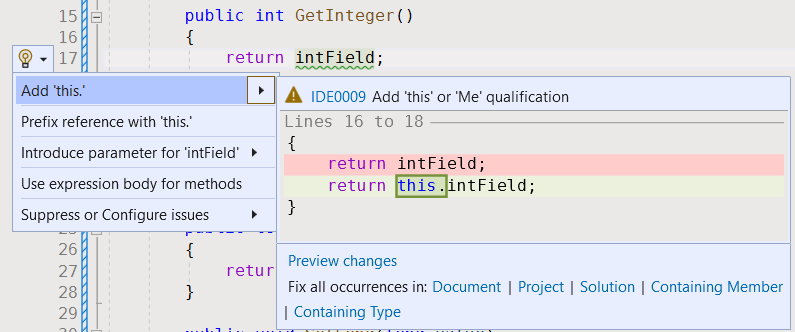 15 public int GetInteger()
16 {
17 return intField;
Add 'this.'
Prefix reference with 'this.'
Introduce parameter for 'intField'
Use expression body for methods
Suppress or Configure issues
IDE0009 Add 'this' or 'Me' qualification
Lines 16 to 18
{
return intField;
return this.intField;
}
Preview changes
Fix all occurrences in: Document | Project | Solution | Containing Member
| Containing Type
26 {
27 retur
28 }
29